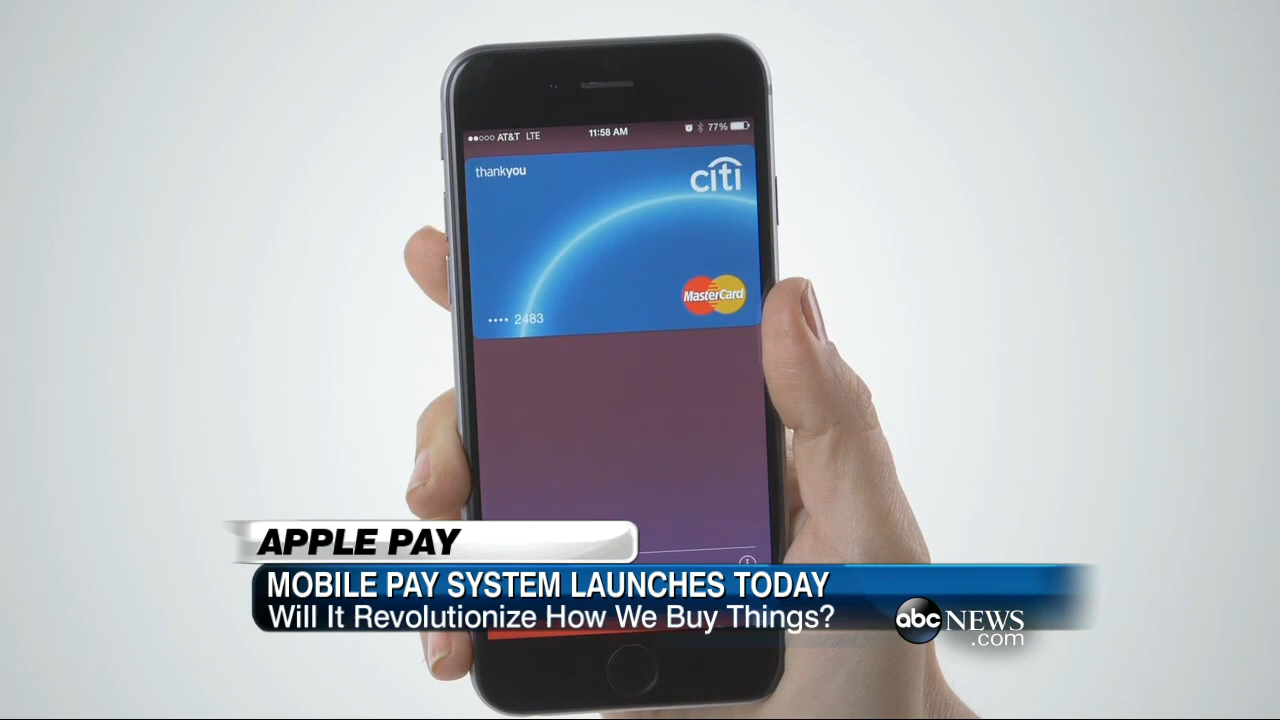 ●●○○○ AT&T LTE 11:58 AM 77%
thankyou
citi
MasterCard
•••• 2483
APPLE PAY
MOBILE PAY SYSTEM LAUNCHES TODAY
Will It Revolutionize How We Buy Things?
abc NEWS
.com